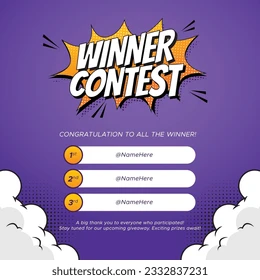 WINNER
CONTEST
CONGRATULATION TO ALL THE WINNER!
1st @NameHere
2nd @NameHere
3rd @NameHere
A big thank you to everyone who participated!
Stay tuned for our upcoming giveaway. Exciting prizes await!
shutterstock.com · 2332837231